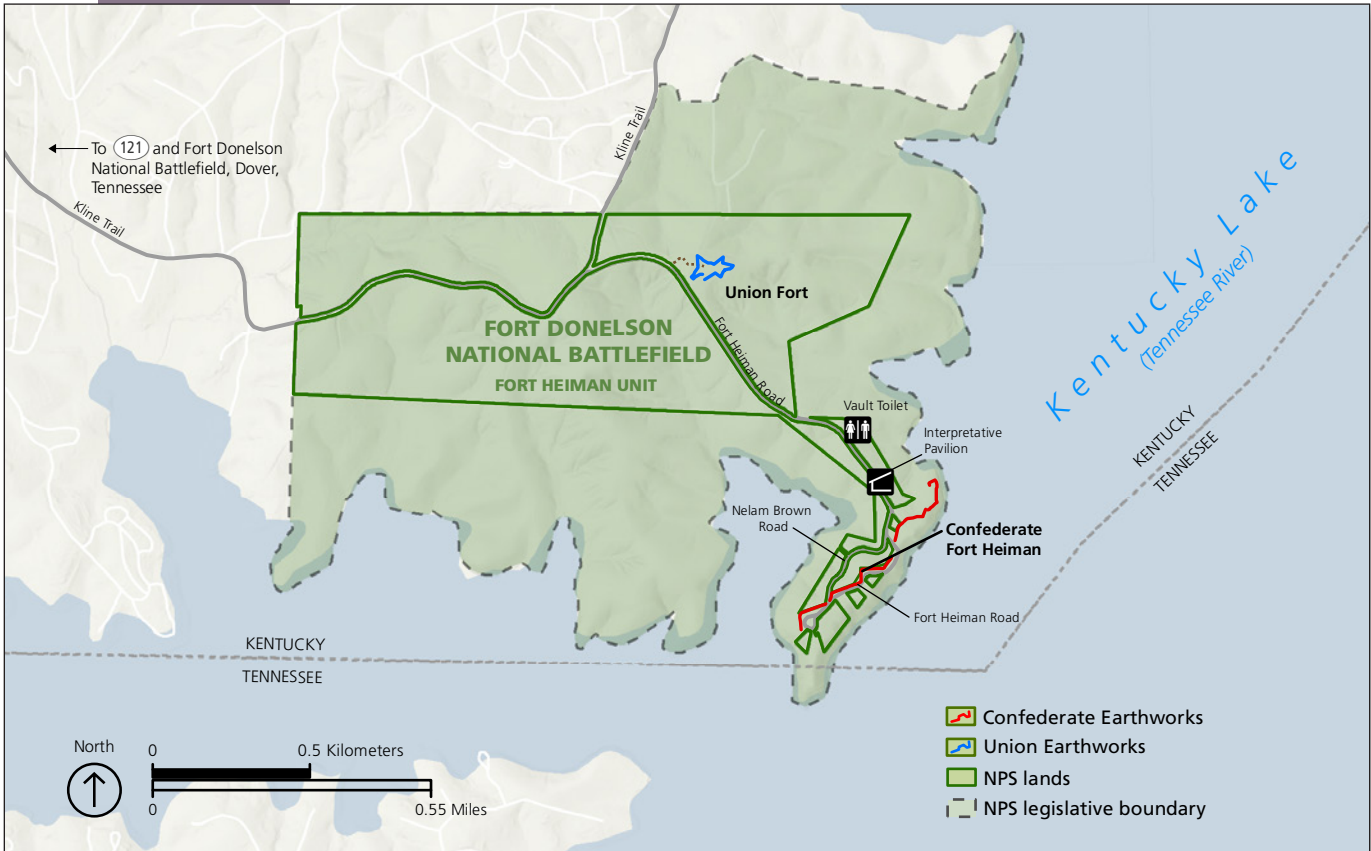 Kline Trail
To 121 and Fort Donelson
National Battlefield, Dover,
Tennessee
Kline Trail
Kentucky Lake
(Tennessee River)
Union Fort
FORT DONELSON
NATIONAL BATTLEFIELD
FORT HEIMAN UNIT
Fort Heiman Road
Vault Toilet
Interpretative
Pavilion
KENTUCKY
TENNESSEE
Nelam Brown
Road
Confederate
Fort Heiman
Fort Heiman Road
KENTUCKY
TENNESSEE
Confederate Earthworks
Union Earthworks
NPS lands
NPS legislative boundary
North
0 0.5 Kilometers
0 0.55 Miles